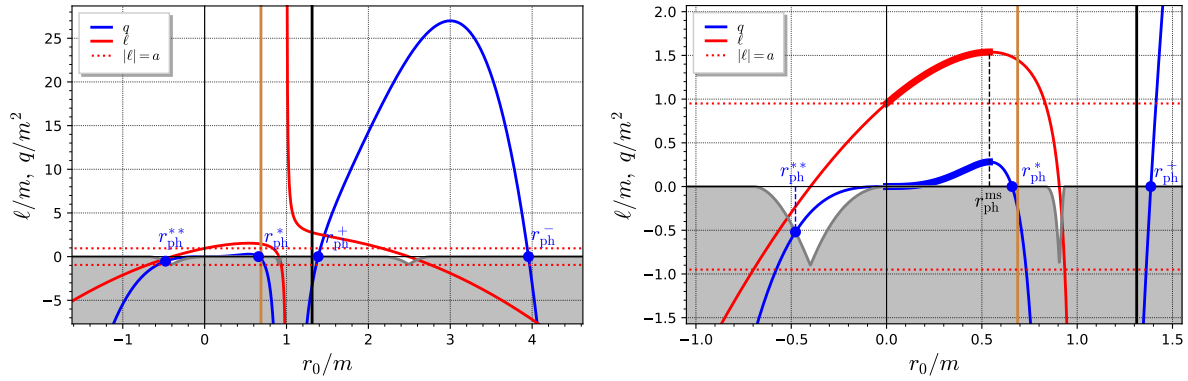 25
20
15
10
5
0
−5
ℓ/m, q/m²
q
ℓ
|ℓ| = a
r_ph^**
r_ph^*
r_ph^+
r_ph^−
−1
0
1
2
3
4
r₀/m
2.0
1.5
1.0
0.5
0.0
−0.5
−1.0
−1.5
ℓ/m, q/m²
q
ℓ
|ℓ| = a
r_ph^**
r_ph^*
r_ph^+
r_ph^ms
−1.0
−0.5
0.0
0.5
1.0
1.5
r₀/m